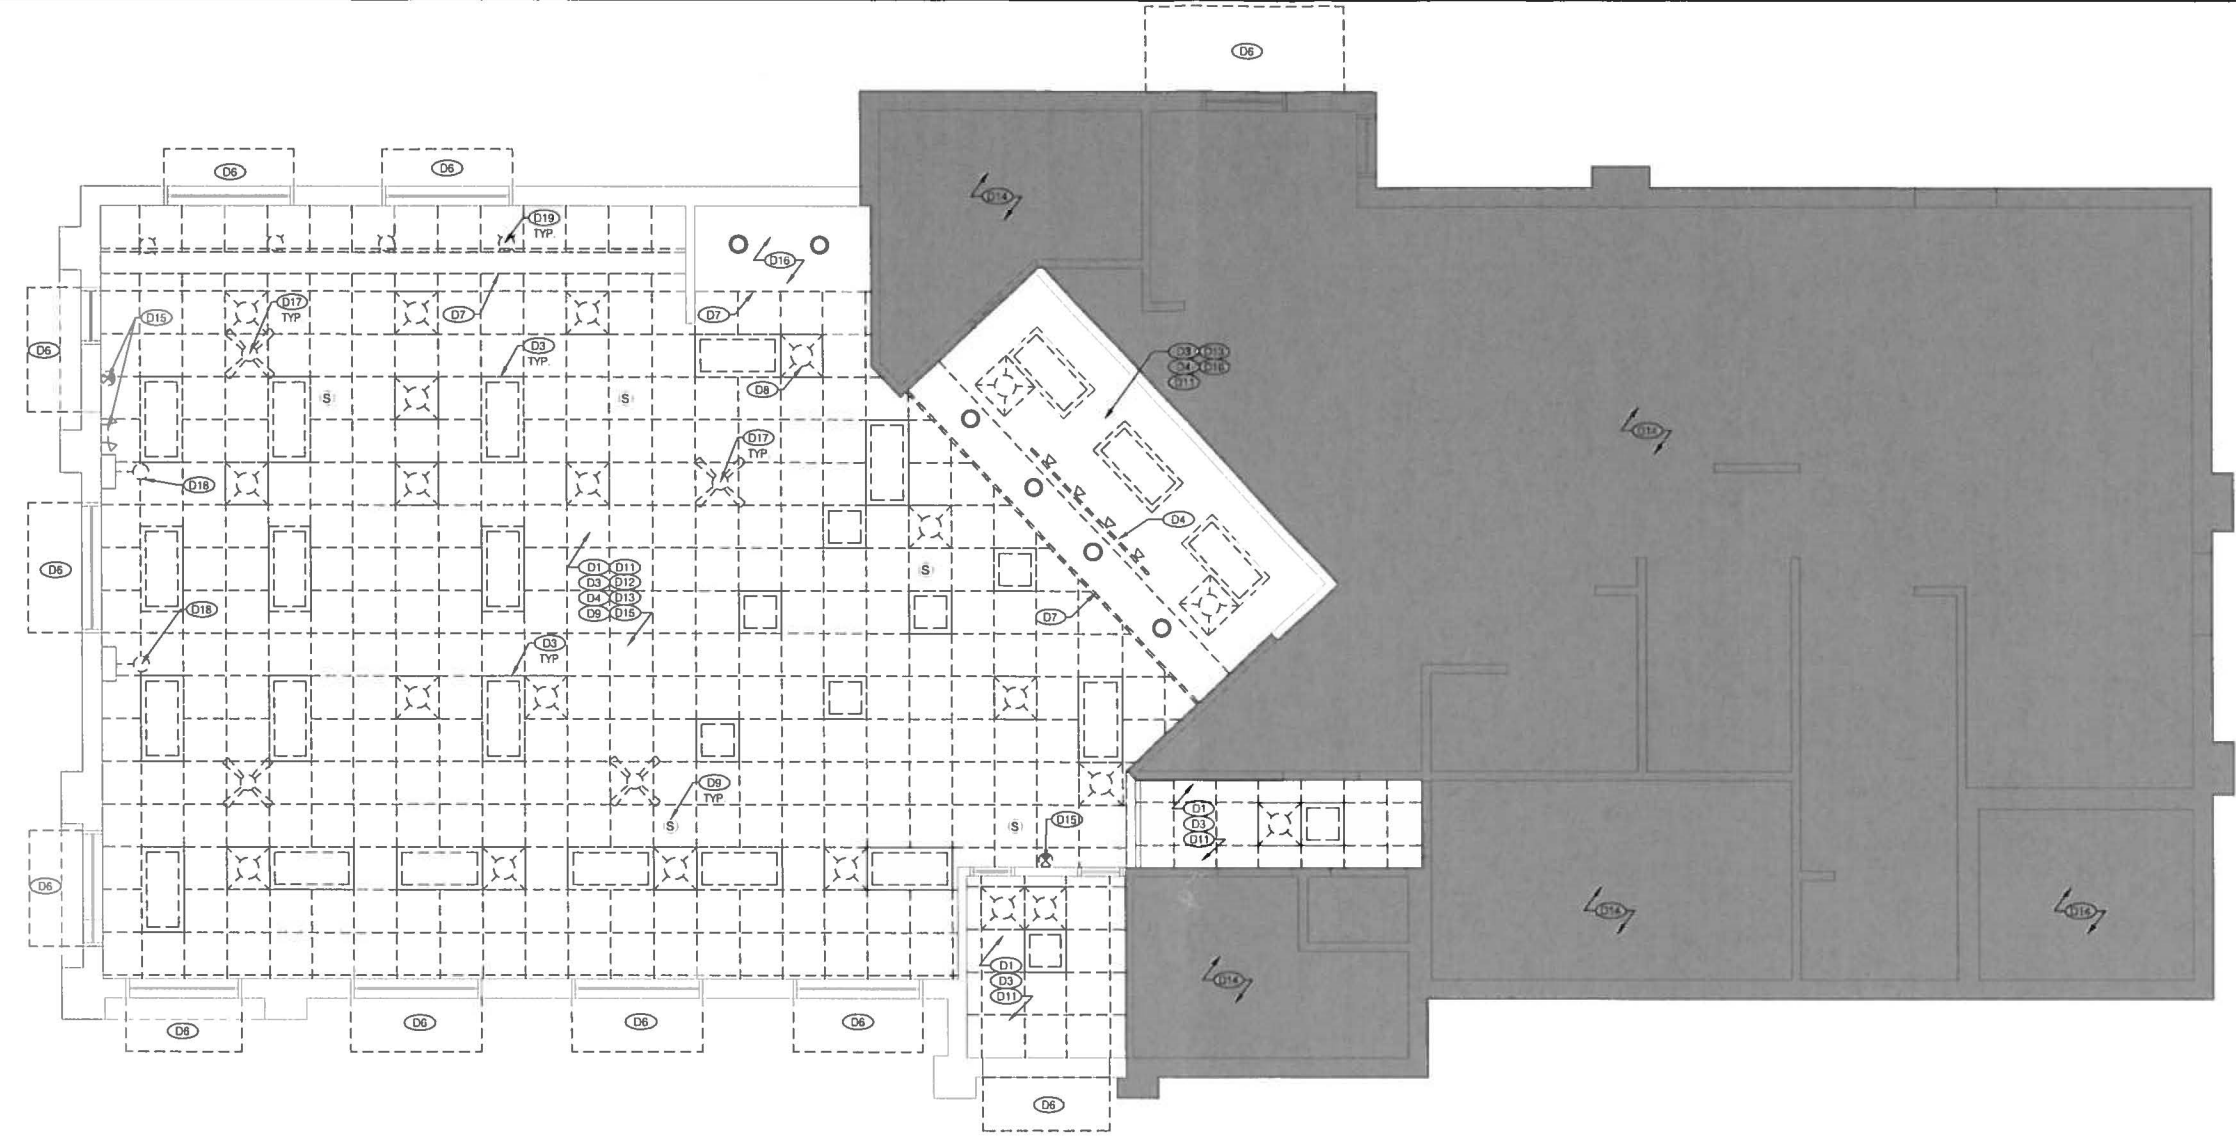 D6
D6
D6
D14
D19
TYP.
D16
D17
TYP
D7
D7
D15
D6
D3
TYP.
D3 D13
D4 D16
D11
D8
S
S
D14
D17
TYP
D18
D4
D6
D1 D11
D3 D12
D4 D13
D9 D15
S
D18
D7
D3
TYP
D9
TYP
S
S
D15
D1
D3
D11
D6
D14
D14
D1
D3
D11
D14
D6
D6
D6
D6
D6